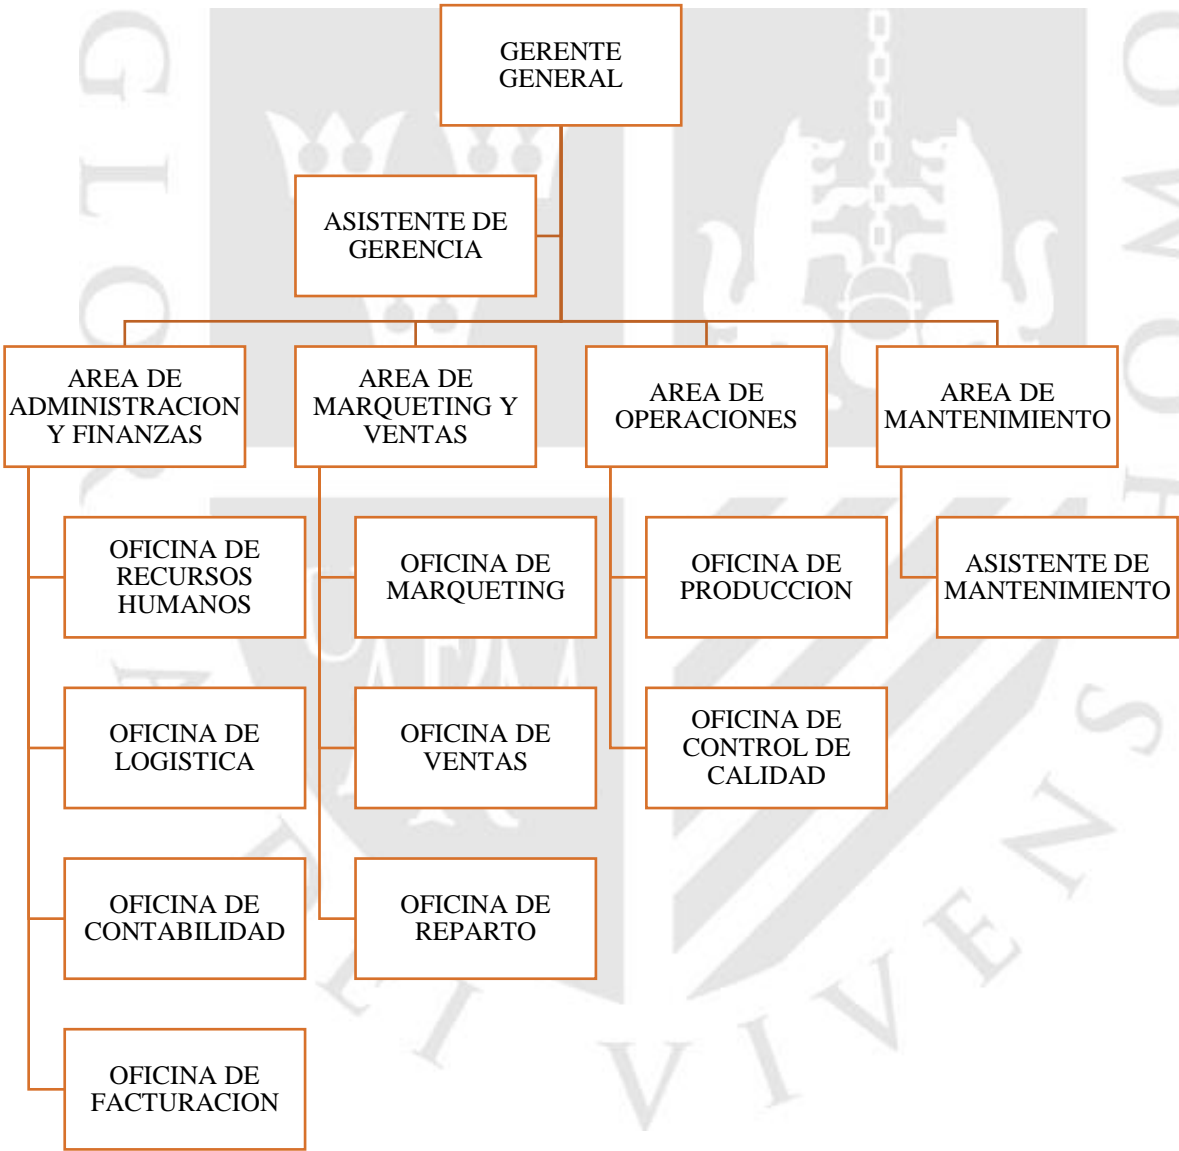 GERENTE
GENERAL
ASISTENTE DE
GERENCIA
AREA DE
ADMINISTRACION
Y FINANZAS
AREA DE
MARQUETING Y
VENTAS
AREA DE
OPERACIONES
AREA DE
MANTENIMIENTO
OFICINA DE
RECURSOS
HUMANOS
OFICINA DE
MARQUETING
OFICINA DE
PRODUCCION
ASISTENTE DE
MANTENIMIENTO
OFICINA DE
LOGISTICA
OFICINA DE
VENTAS
OFICINA DE
CONTROL DE
CALIDAD
OFICINA DE
CONTABILIDAD
OFICINA DE
REPARTO
OFICINA DE
FACTURACION
VIVENS